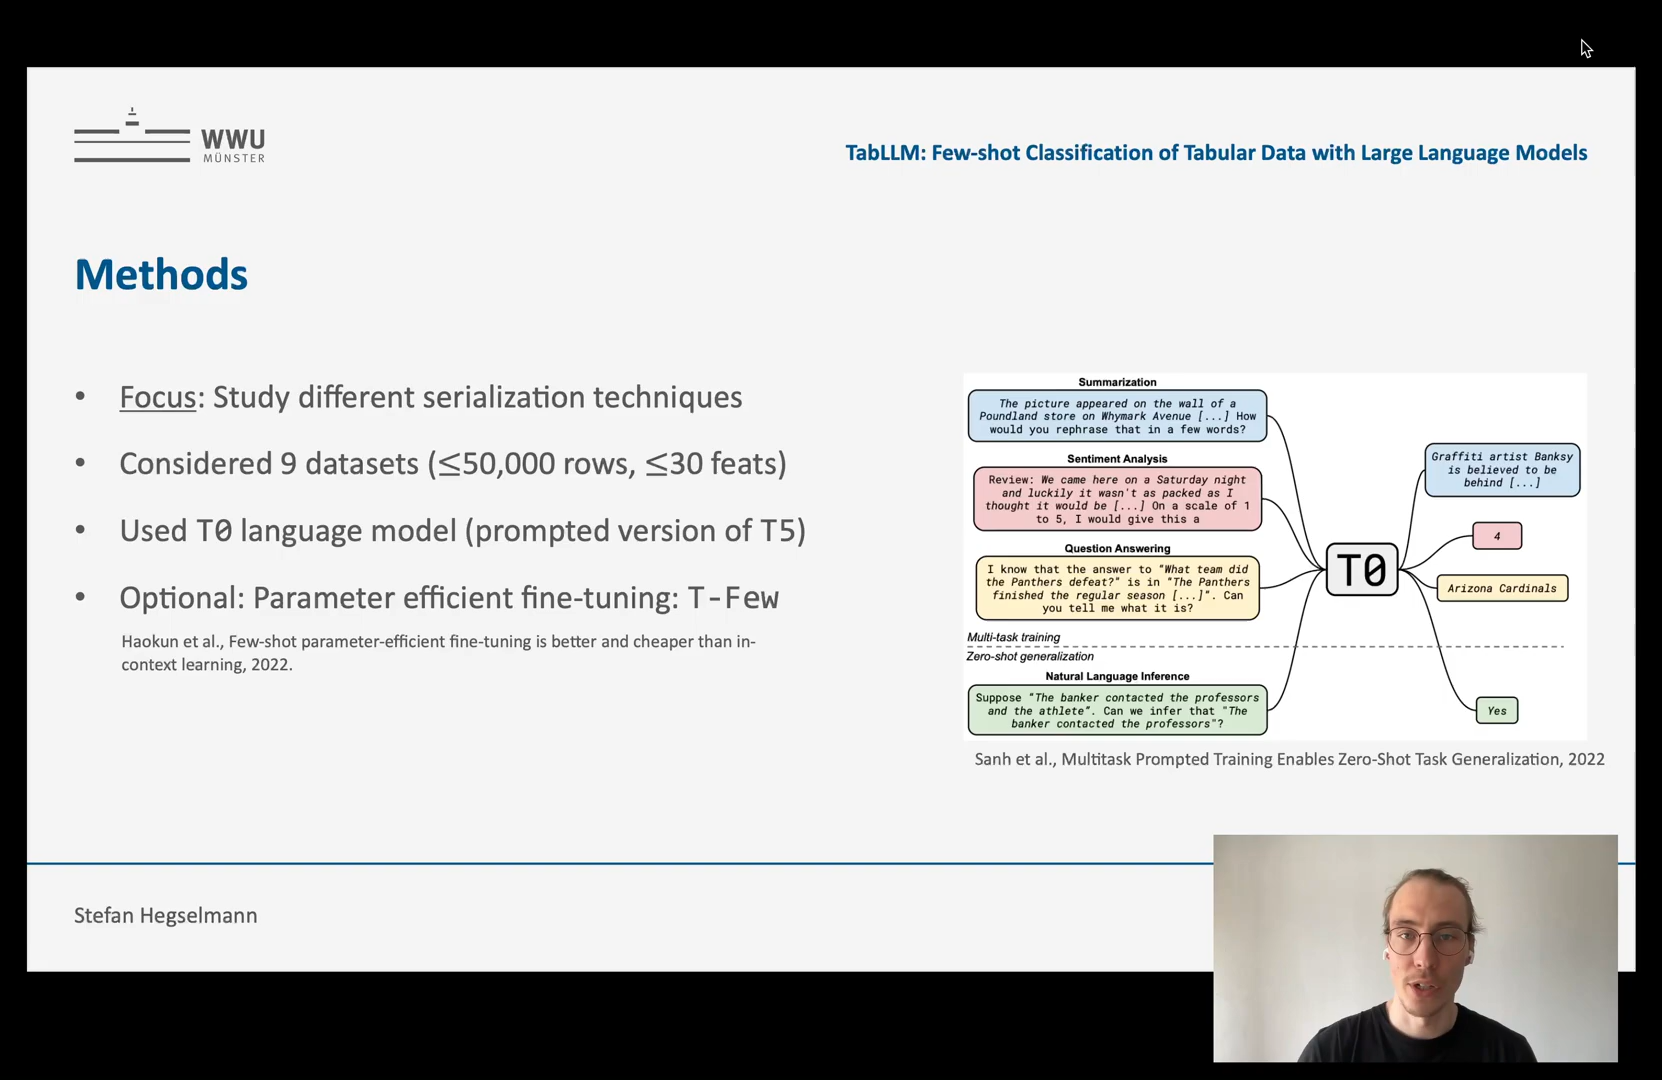 WWU
MÜNSTER
TabLLM: Few-shot Classification of Tabular Data with Large Language Models
Methods
• Focus: Study different serialization techniques
• Considered 9 datasets (≤50,000 rows, ≤30 feats)
• Used T0 language model (prompted version of T5)
• Optional: Parameter efficient fine-tuning: T-Few
Haokun et al., Few-shot parameter-efficient fine-tuning is better and cheaper than in-
context learning, 2022.
Summarization
The picture appeared on the wall of a
Poundland store on Whymark Avenue [...] How
would you rephrase that in a few words?
Sentiment Analysis
Review: We came here on a Saturday night
and luckily it wasn't as packed as I
thought it would be [...] On a scale of 1
to 5, I would give this a
Question Answering
I know that the answer to "What team did
the Panthers defeat?" is in "The Panthers
finished the regular season [...]". Can
you tell me what it is?
Multi-task training
Zero-shot generalization
Natural Language Inference
Suppose "The banker contacted the professors
and the athlete". Can we infer that "The
banker contacted the professors"?
T0
Graffiti artist Banksy
is believed to be
behind [...]
4
Arizona Cardinals
Yes
Sanh et al., Multitask Prompted Training Enables Zero-Shot Task Generalization, 2022
Stefan Hegselmann